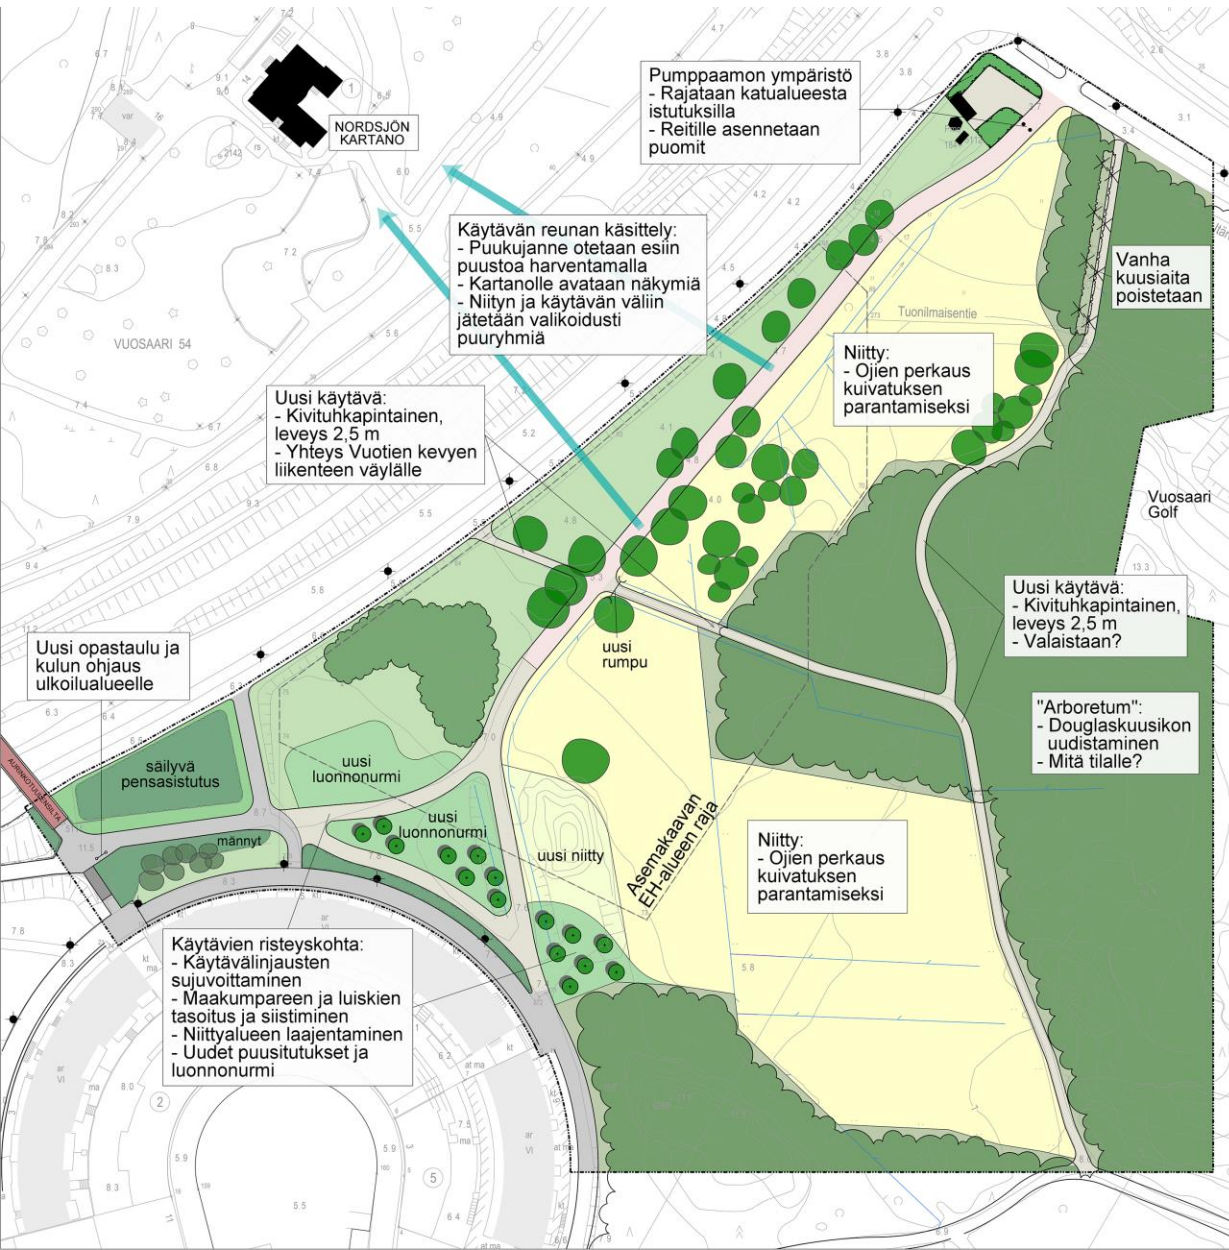 NORDSJÖN
KARTANO
Pumppaamon ympäristö
- Rajataan katualueesta
istutuksilla
- Reitille asennetaan
puomit
Käytävän reunan käsittely:
- Puukujanne otetaan esiin
puustoa harventamalla
- Kartanolle avataan näkymiä
- Niityn ja käytävän väliin
jätetään valikoidusti
puuryhmiä
Vanha
kuusiaita
poistetaan
Tuonilmaisentie
VUOSAARI 54
Niitty:
- Ojien perkaus
kuivatuksen
parantamiseksi
Uusi käytävä:
- Kivituhkapintainen,
leveys 2,5 m
- Yhteys Vuotien kevyen
liikenteen väylälle
Vuosaari
Golf
Uusi käytävä:
- Kivituhkapintainen,
leveys 2,5 m
- Valaistaan?
Uusi opastaulu ja
kulun ohjaus
ulkoilualueelle
uusi
rumpu
"Arboretum":
- Douglaskuusikon
uudistaminen
- Mitä tilalle?
AURINKOTUULENSILTA
säilyvä
pensasistutus
uusi
luonnonurmi
uusi
luonnonurmi
männyt
uusi niitty
Asemakaavan
EH-alueen raja
Niitty:
- Ojien perkaus
kuivatuksen
parantamiseksi
Käytävien risteyskohta:
- Käytävälinjausten
sujuvoittaminen
- Maakumpareen ja luiskien
tasoitus ja siistiminen
- Niittyalueen laajentaminen
- Uudet puusitutukset ja
luonnonurmi